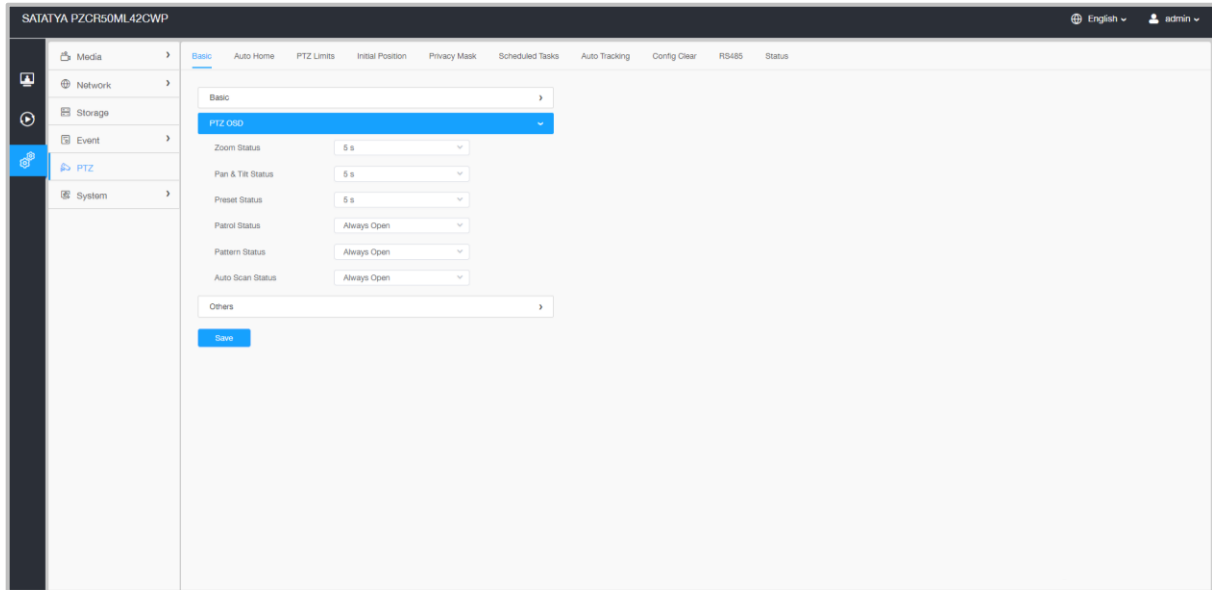 SATATYA PZCR50ML42CWP English admin
Media
Network
Storage
Event
PTZ
System
Basic Auto Home PTZ Limits Initial Position Privacy Mask Scheduled Tasks Auto Tracking Config Clear RS485 Status
Basic
PTZ OSD
Zoom Status 5 s
Pan & Tilt Status 5 s
Preset Status 5 s
Patrol Status Always Open
Pattern Status Always Open
Auto Scan Status Always Open
Others
Save